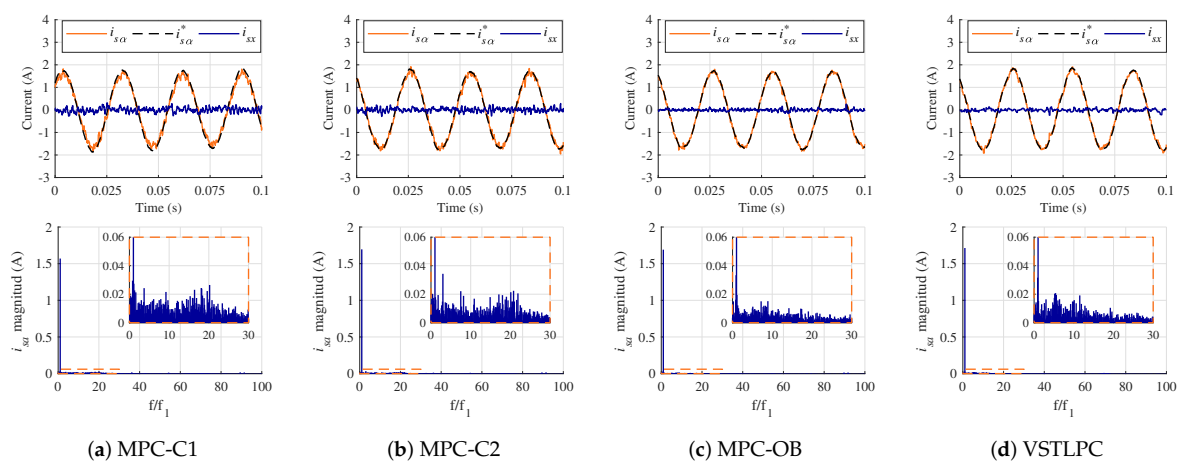 4
3
2
1
0
-1
-2
-3
Current (A)
i_sα i*_sα i_sx
0 0.025 0.05 0.075 0.1
Time (s)
4
3
2
1
0
-1
-2
-3
Current (A)
i_sα i*_sα i_sx
0 0.025 0.05 0.075 0.1
Time (s)
4
3
2
1
0
-1
-2
-3
Current (A)
i_sα i*_sα i_sx
0 0.025 0.05 0.075 0.1
Time (s)
4
3
2
1
0
-1
-2
-3
Current (A)
i_sα i*_sα i_sx
0 0.025 0.05 0.075 0.1
Time (s)
2
1.5
1
0.5
0
i_sα magnitud (A)
0.06
0.04
0.02
0
0 10 20 30
0 20 40 60 80 100
f/f_1
2
1.5
1
0.5
0
i_sα magnitud (A)
0.06
0.04
0.02
0
0 10 20 30
0 20 40 60 80 100
f/f_1
2
1.5
1
0.5
0
i_sα magnitud (A)
0.06
0.04
0.02
0
0 10 20 30
0 20 40 60 80 100
f/f_1
2
1.5
1
0.5
0
i_sα magnitud (A)
0.06
0.04
0.02
0
0 10 20 30
0 20 40 60 80 100
f/f_1
(a) MPC-C1
(b) MPC-C2
(c) MPC-OB
(d) VSTLPC